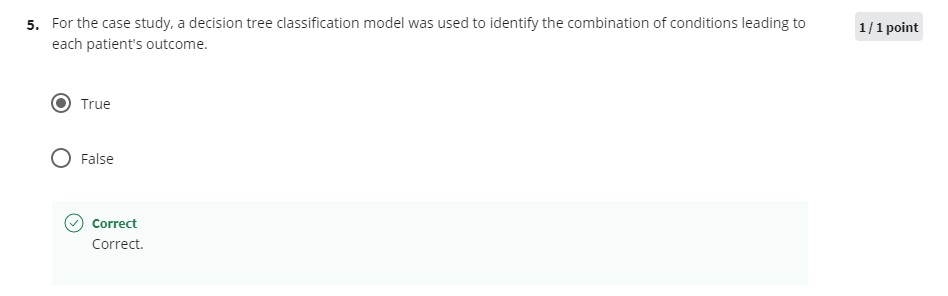 5. For the case study, a decision tree classification model was used to identify the combination of conditions leading to
each patient's outcome.
1 / 1 point
True
False
Correct
Correct.